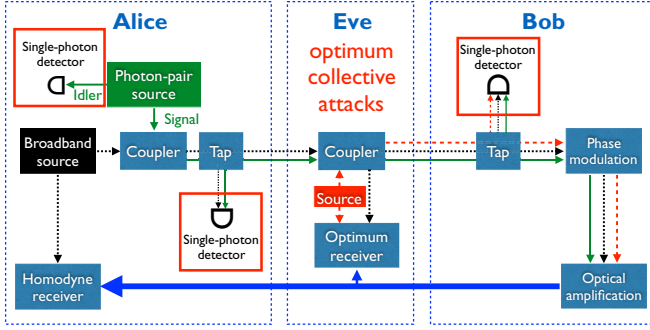 Alice
Eve
Bob
Single-photon
detector
Idler
Photon-pair
source
Signal
optimum
collective
attacks
Single-photon
detector
Broadband
source
Coupler
Tap
Coupler
Tap
Phase
modulation
Source
Single-photon
detector
Optimum
receiver
Homodyne
receiver
Optical
amplification